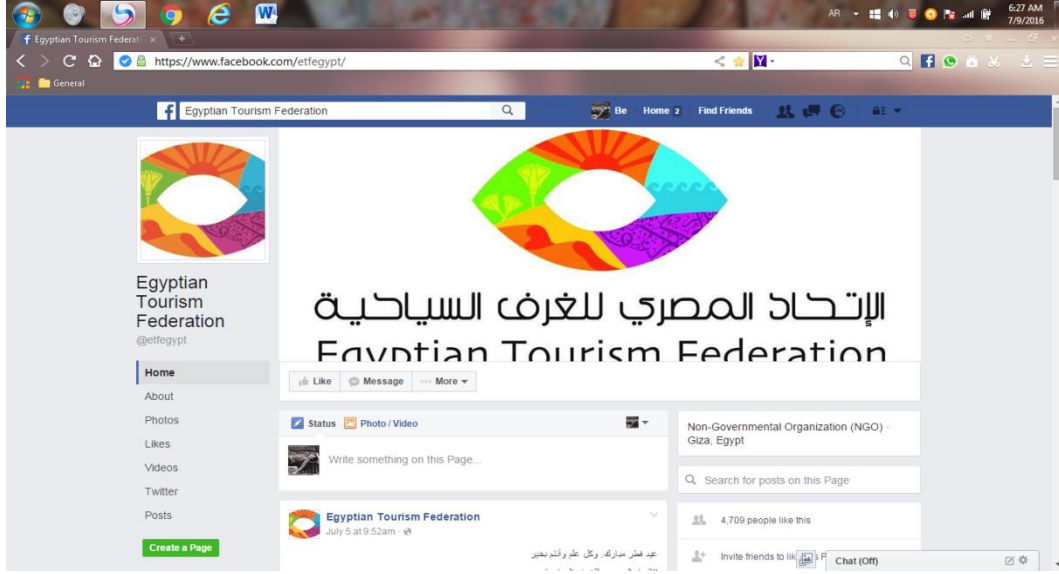 AR
6:27 AM
7/9/2016
Egyptian Tourism Federati
https://www.facebook.com/etfegypt/
General
Egyptian Tourism Federation
Be Home 2 Find Friends
الإتحاد المصري للغرف السياحية
Egyptian Tourism Federation
Egyptian
Tourism
Federation
@etfegypt
Home
About
Photos
Likes
Videos
Twitter
Posts
Create a Page
Like Message More
Status Photo / Video
Write something on this Page...
Egyptian Tourism Federation
July 5 at 9:52am
عيد فطر مبارك. وكل عام وأنتم بخير
Non-Governmental Organization (NGO) ·
Giza, Egypt
Search for posts on this Page
4,709 people like this
Invite friends to lik
Chat (Off)